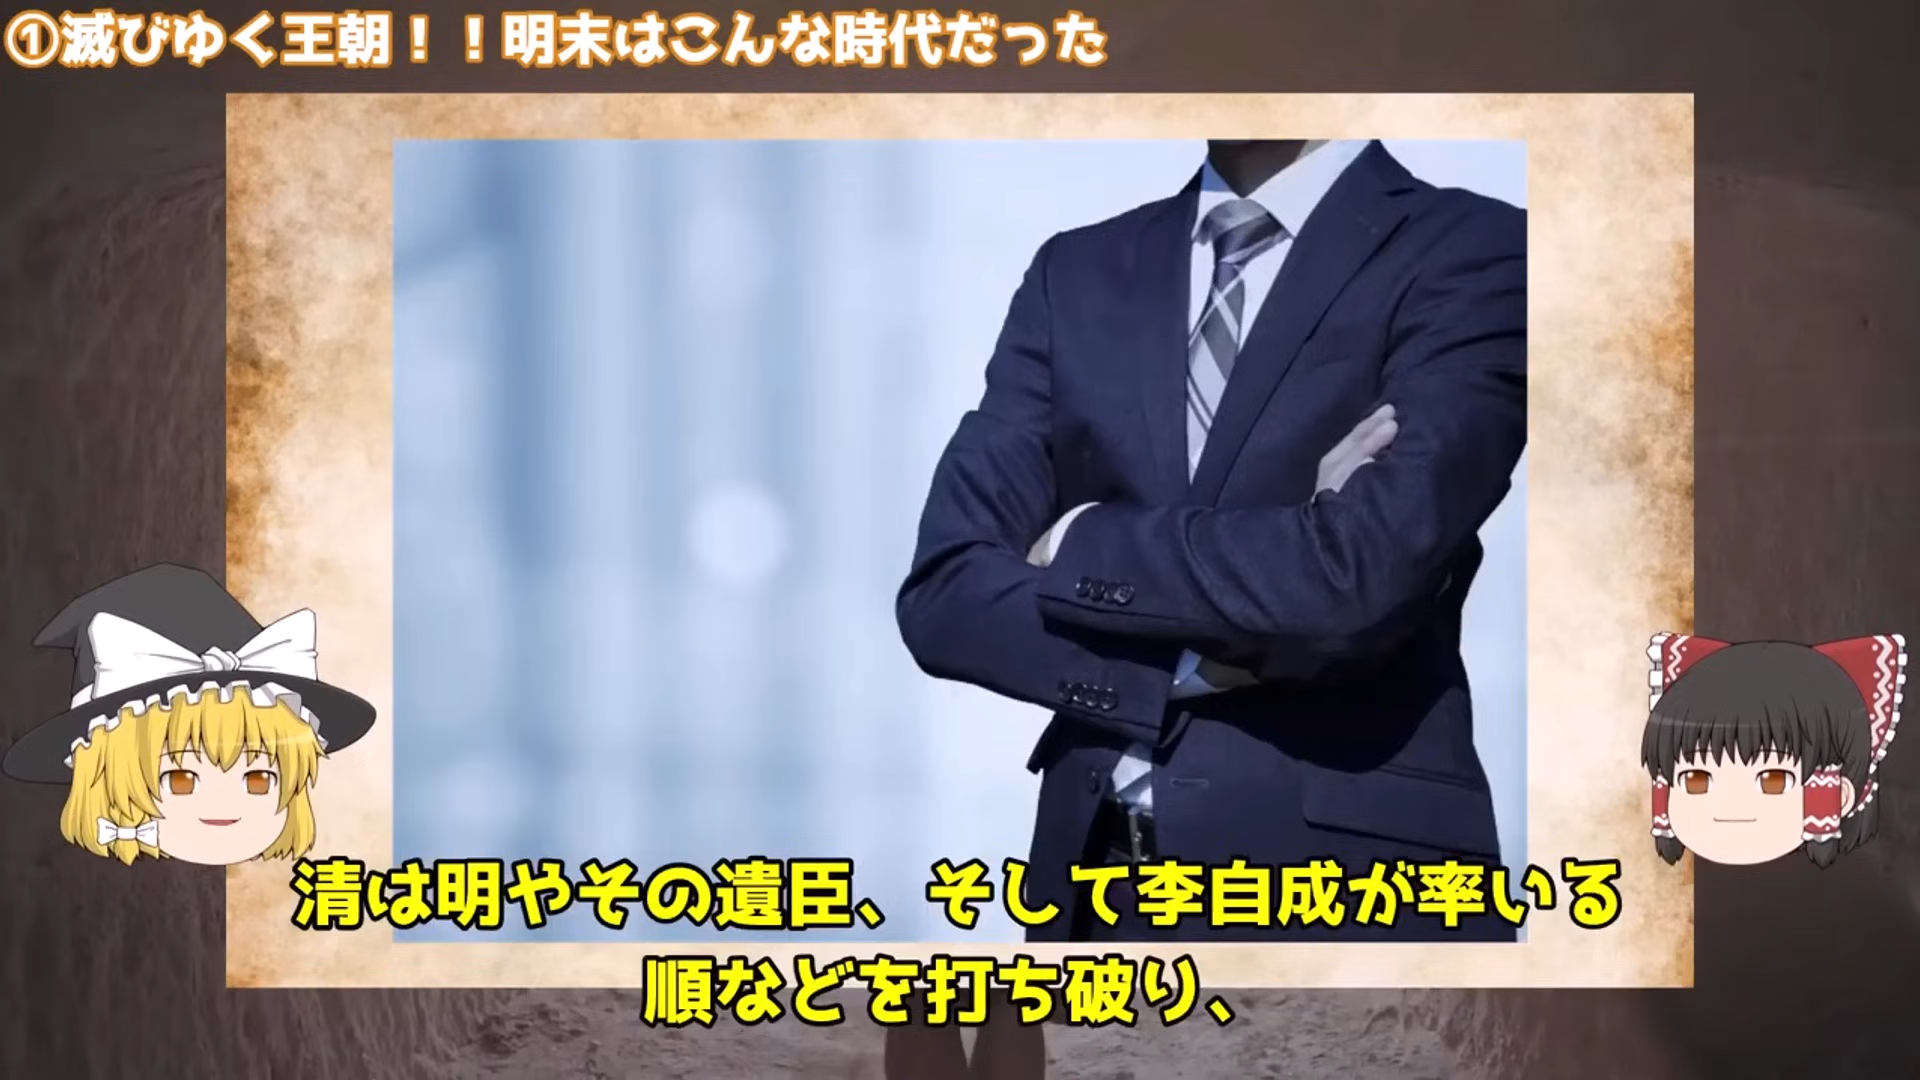 ①滅びゆく王朝！！明末はこんな時代だった
清は明やその遺臣、そして李自成が率いる
順などを打ち破り、